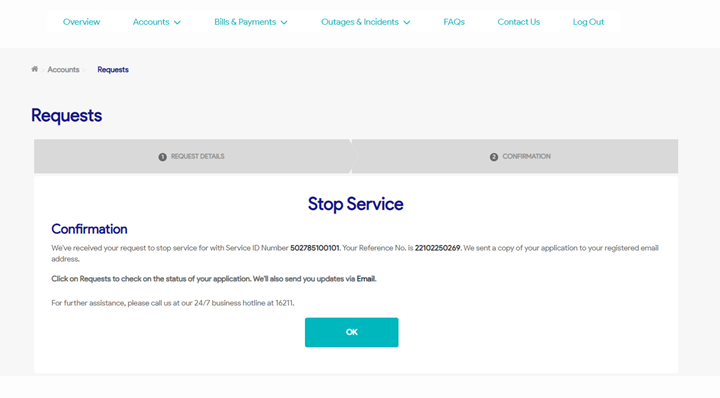 Overview Accounts Bills & Payments Outages & Incidents FAQs Contact Us Log Out
Accounts Requests
Requests
1 REQUEST DETAILS 2 CONFIRMATION
Stop Service
Confirmation
We've received your request to stop service for with Service ID Number 502785100101. Your Reference No. is 22102250269. We sent a copy of your application to your registered email
address.
Click on Requests to check on the status of your application. We'll also send you updates via Email.
For further assistance, please call us at our 24/7 business hotline at 16211.
OK